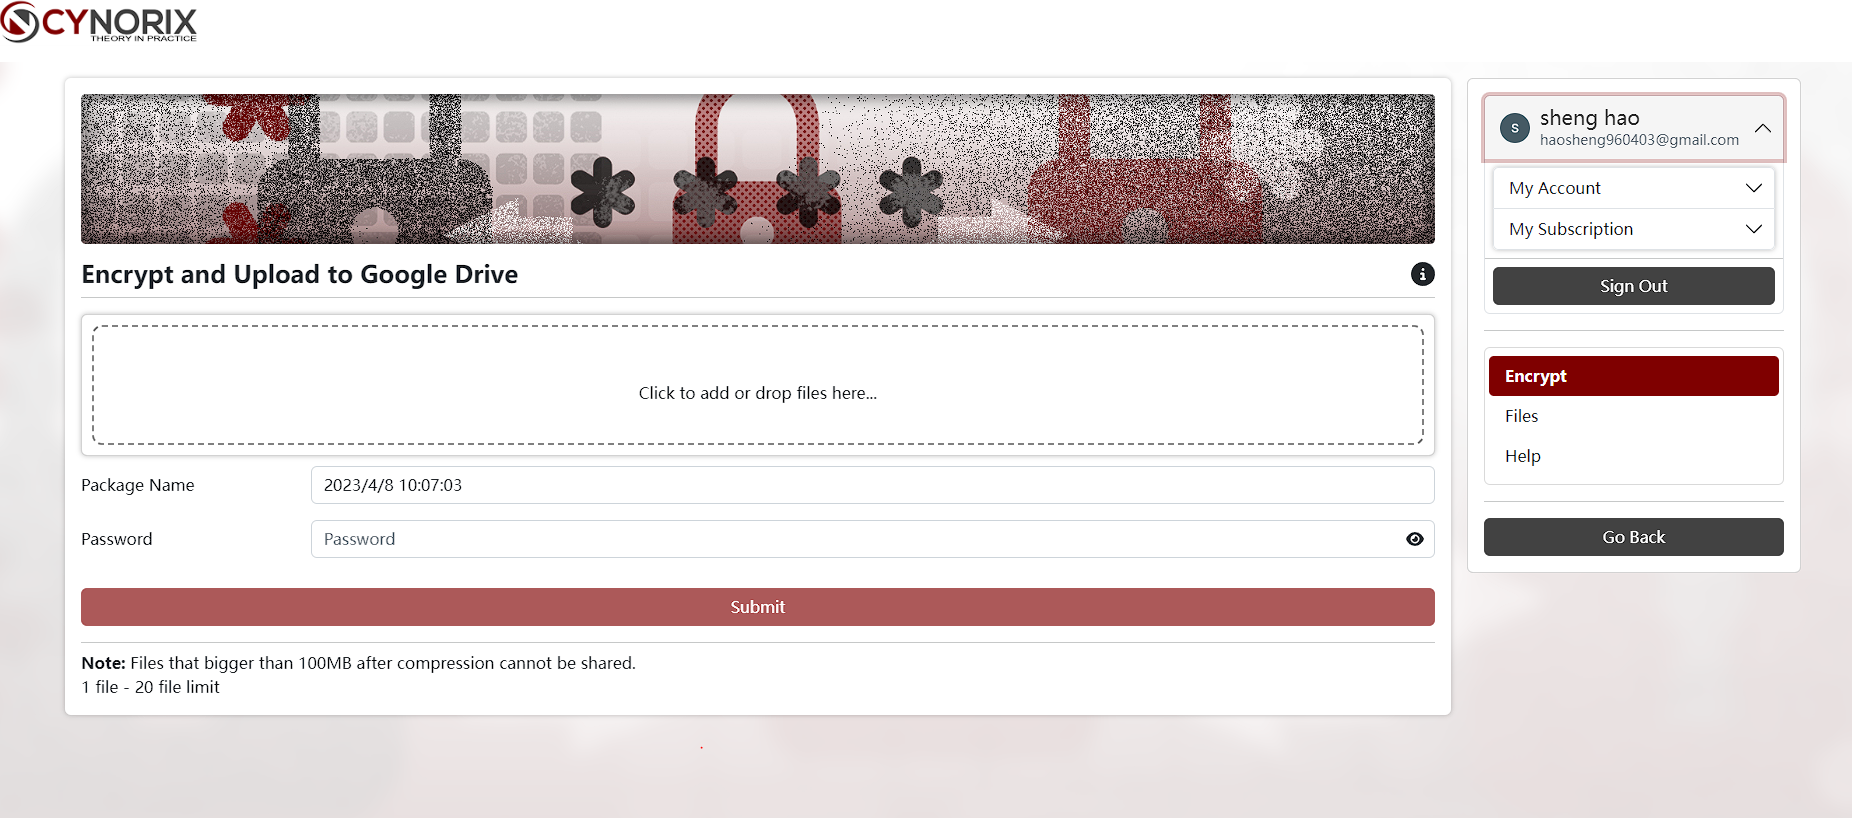 CYNORIX
THEORY IN PRACTICE
Encrypt and Upload to Google Drive
Click to add or drop files here...
Package Name
2023/4/8 10:07:03
Password
Password
Submit
Note: Files that bigger than 100MB after compression cannot be shared.
1 file - 20 file limit
S
sheng hao
haosheng960403@gmail.com
My Account
My Subscription
Sign Out
Encrypt
Files
Help
Go Back